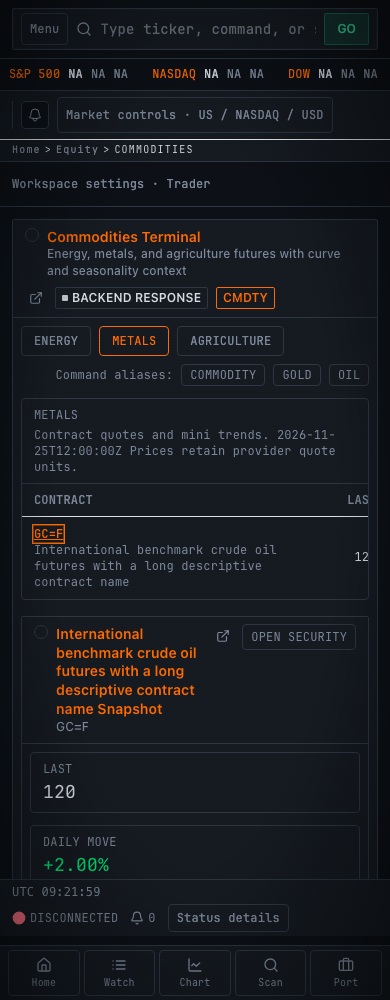 Menu Type ticker, command, or GO
S&P 500 NA NA NA NASDAQ NA NA NA DOW NA NA NA
Market controls · US / NASDAQ / USD
Home > Equity > COMMODITIES
Workspace settings · Trader
Commodities Terminal
Energy, metals, and agriculture futures with curve
and seasonality context
BACKEND RESPONSE CMDTY
ENERGY METALS AGRICULTURE
Command aliases: COMMODITY GOLD OIL
METALS
Contract quotes and mini trends. 2026-11-
25T12:00:00Z Prices retain provider quote
units.
CONTRACT LAS
GC=F
International benchmark crude oil 12
futures with a long descriptive
contract name
International
benchmark crude oil
futures with a long
descriptive contract
name Snapshot
OPEN SECURITY
GC=F
LAST
120
DAILY MOVE
+2.00%
UTC 09:21:59
DISCONNECTED 0 Status details
Home Watch Chart Scan Port